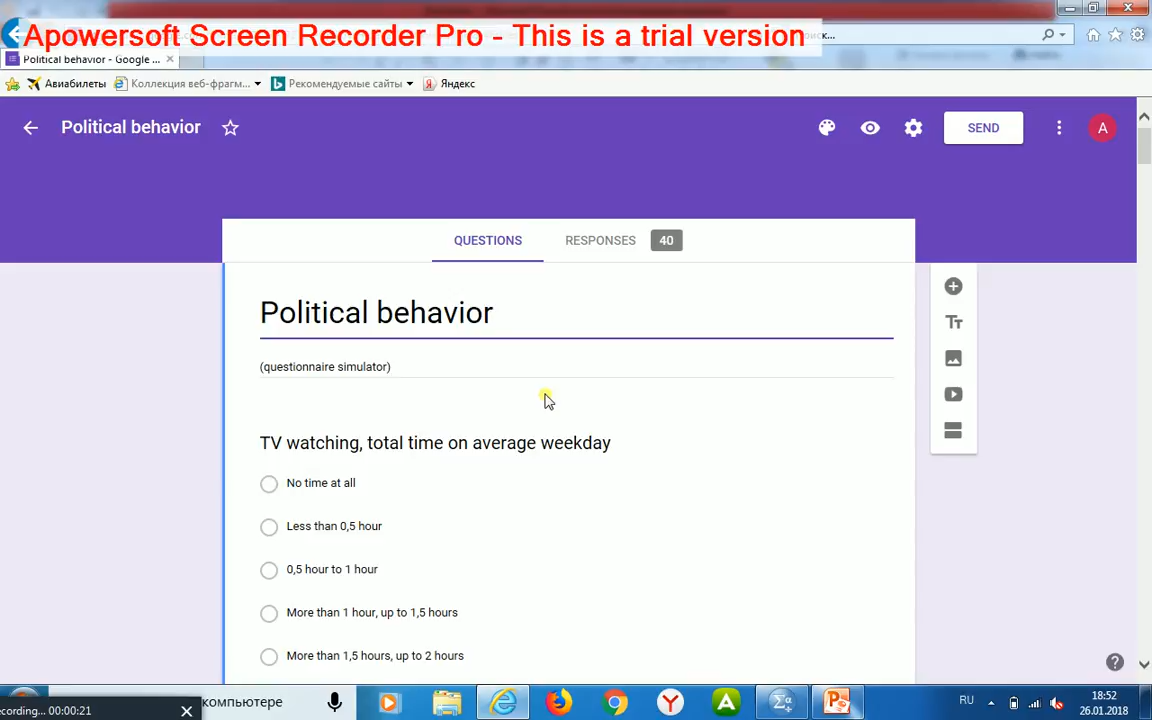 Apowersoft Screen Recorder Pro - This is a trial version
Political behavior - Google ...
Авиабилеты
Коллекция веб-фрагм...
Рекомендуемые сайты
Яндекс
Political behavior
SEND
A
QUESTIONS
RESPONSES
40
Political behavior
(questionnaire simulator)
TV watching, total time on average weekday
No time at all
Less than 0,5 hour
0,5 hour to 1 hour
More than 1 hour, up to 1,5 hours
More than 1,5 hours, up to 2 hours
ecording... 00:00:21
компьютере
RU
18:52
26.01.2018